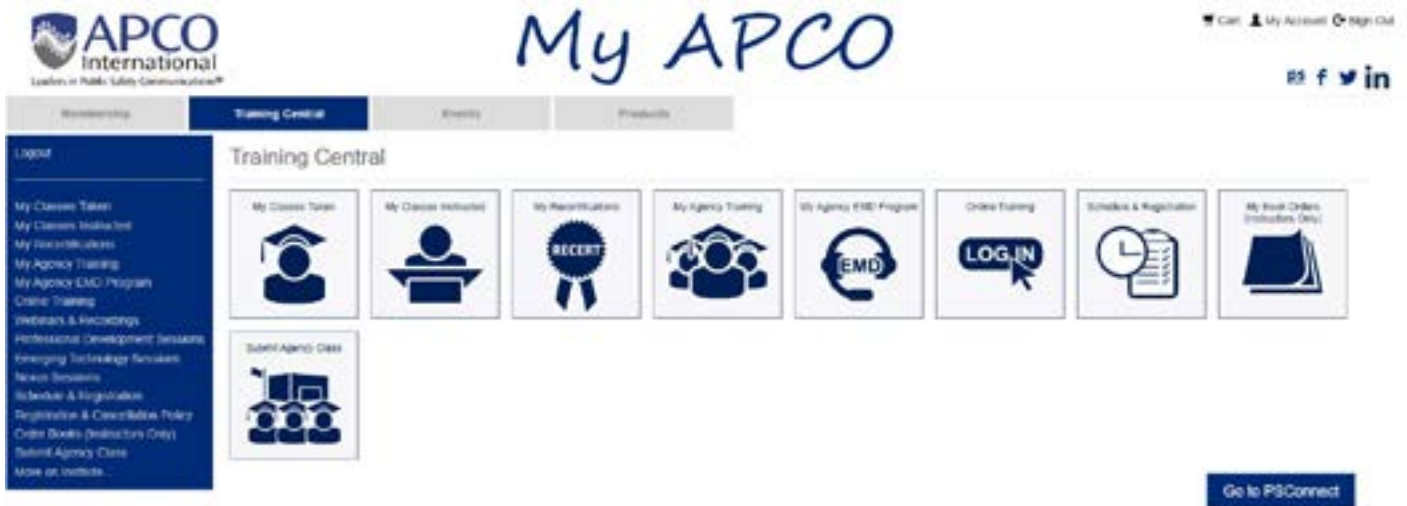 APCO
International
Leaders in Public Safety Communications®
My APCO
Cart My Account Sign Out
f in
Membership Training Central Events Products
Logout
My Classes Taken
My Classes Instructed
My Recertifications
My Agency Training
My Agency EMD Program
Online Training
Webinars & Recordings
Professional Development Sessions
Emerging Technology Sessions
Nexus Sessions
Schedule & Registration
Registration & Cancellation Policy
Order Books (Instructors Only)
Submit Agency Class
More on Institute...
Training Central
My Classes Taken
My Classes Instructed
My Recertifications
RECERT
My Agency Training
My Agency EMD Program
EMD
Online Training
LOG IN
Schedule & Registration
My Book Orders
(Instructors Only)
Submit Agency Class
Go to PSConnect